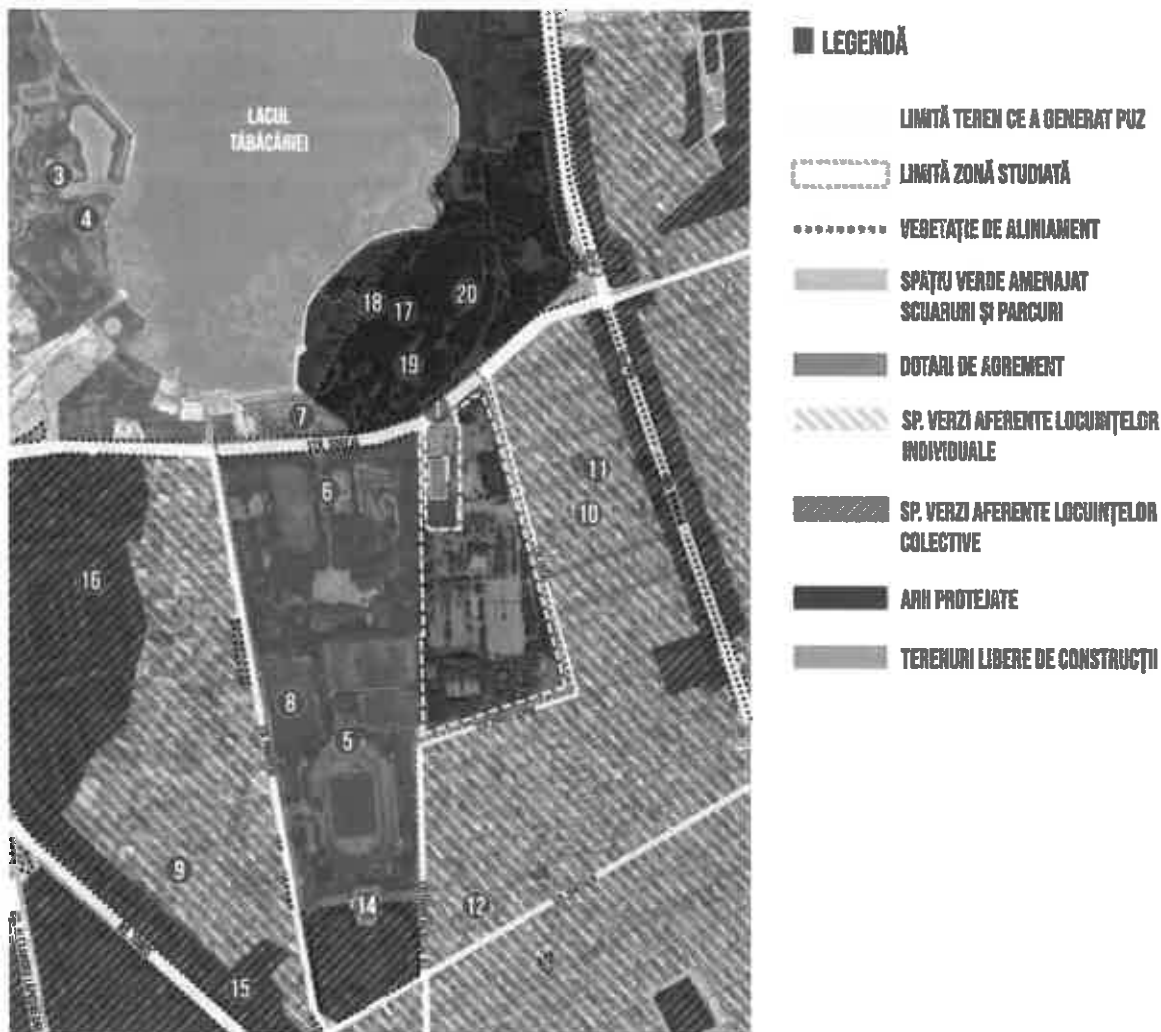 LACUL
TĂBĂCĂRIEI
3
4
18
17
20
19
7
6
11
10
16
8
5
9
14
12
15
LEGENDĂ
LIMITĂ TEREN CE A GENERAT PUZ
LIMITĂ ZONĂ STUDIATĂ
VEGETAȚIE DE ALINIAMENT
SPAȚIU VERDE AMENAJAT
SCUARURI ȘI PARCURI
DOTARI DE AGREMENT
SP. VERZI AFERENTE LOCUINȚELOR
INDIVIDUALE
SP. VERZI AFERENTE LOCUINȚELOR
COLECTIVE
ARII PROTEJATE
TERENURI LIBERE DE CONSTRUCȚII